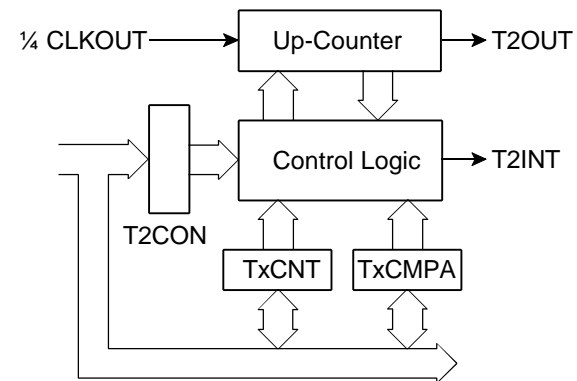 ¼ CLKOUT
Up-Counter
T2OUT
Control Logic
T2INT
T2CON
TxCNT
TxCMPA